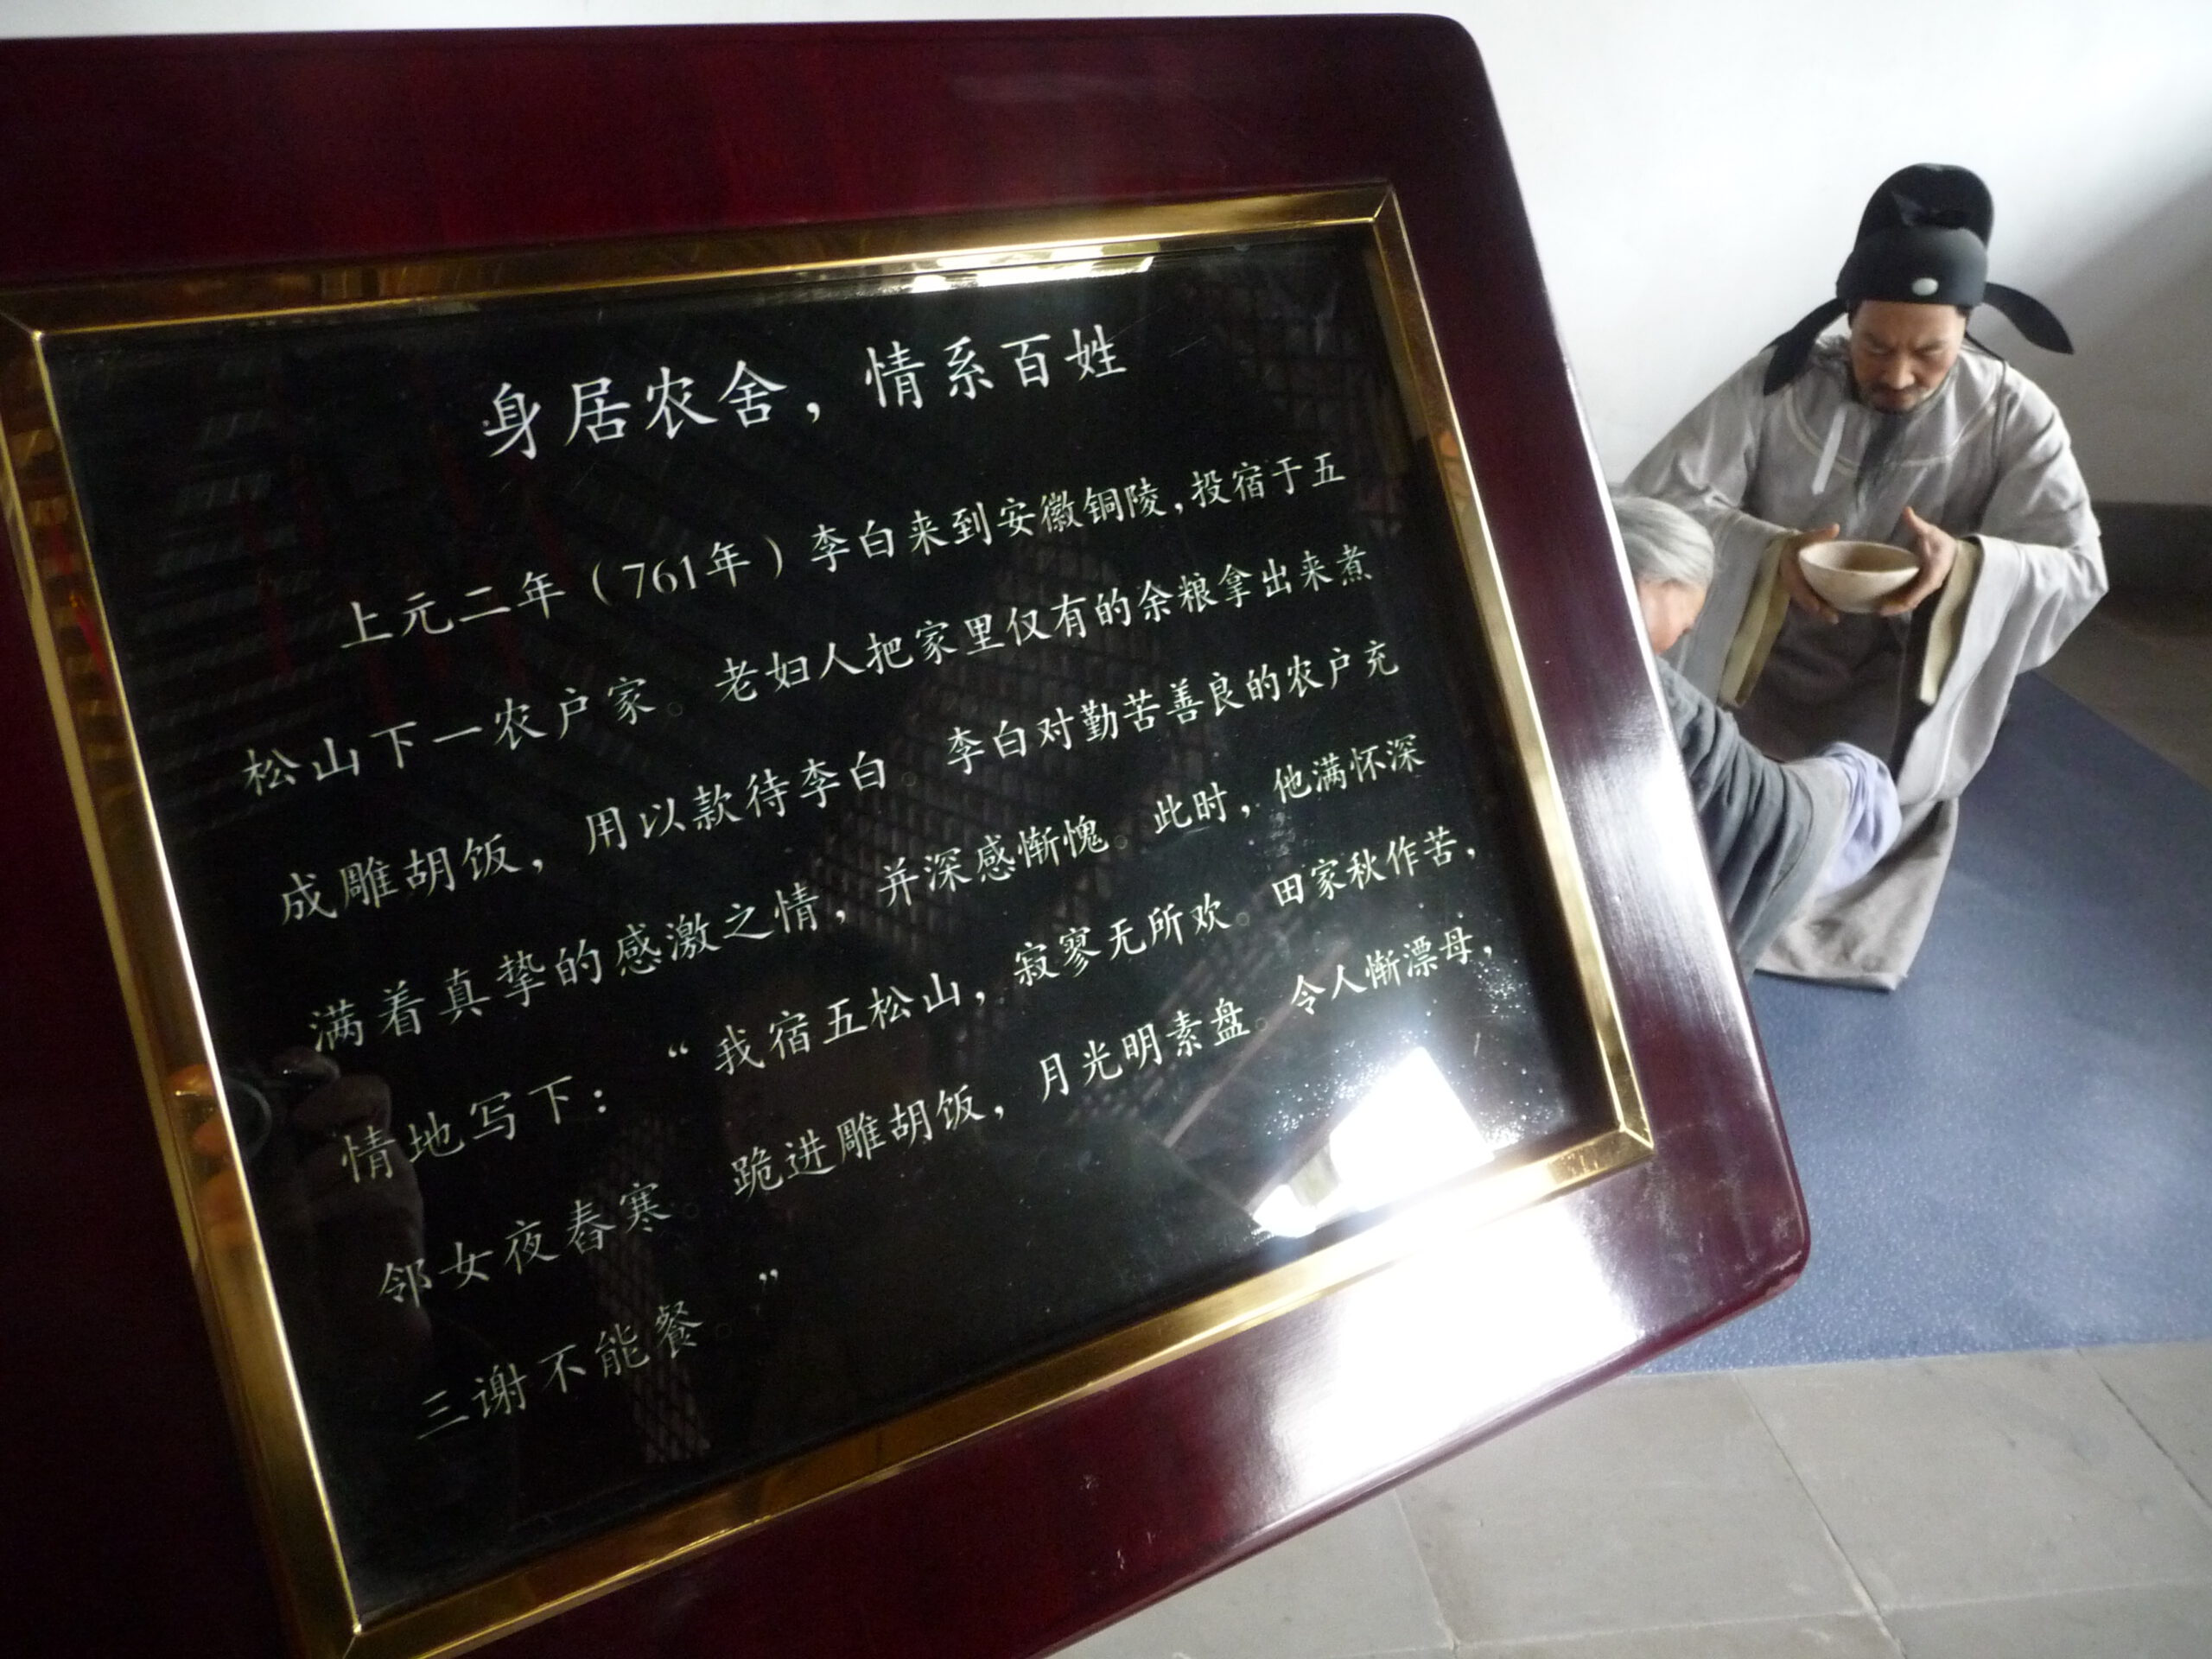 身居农舍，情系百姓
上元二年（761年）李白来到安徽铜陵,投宿于五
松山下一农户家。老妇人把家里仅有的余粮拿出来煮
成雕胡饭，用以款待李白。李白对勤苦善良的农户充
满着真挚的感激之情，并深感惭愧。此时，他满怀深
情地写下：“我宿五松山，寂寥无所欢。田家秋作苦，
邻女夜舂寒。跪进雕胡饭，月光明素盘。令人惭漂母，
三谢不能餐。”